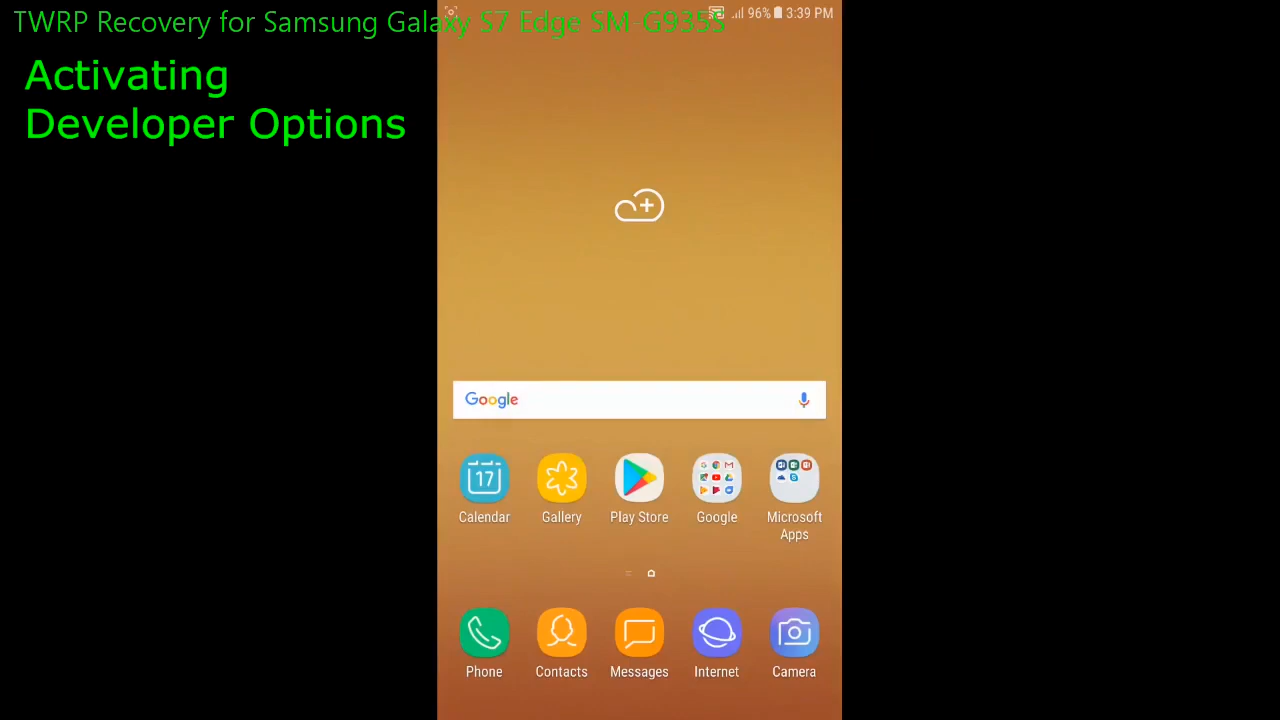 TWRP Recovery for Samsung Galaxy S7 Edge SM-G935S
96% 3:39 PM
Activating
Developer Options
Google
17
Calendar Gallery Play Store Google Microsoft Apps
Phone Contacts Messages Internet Camera